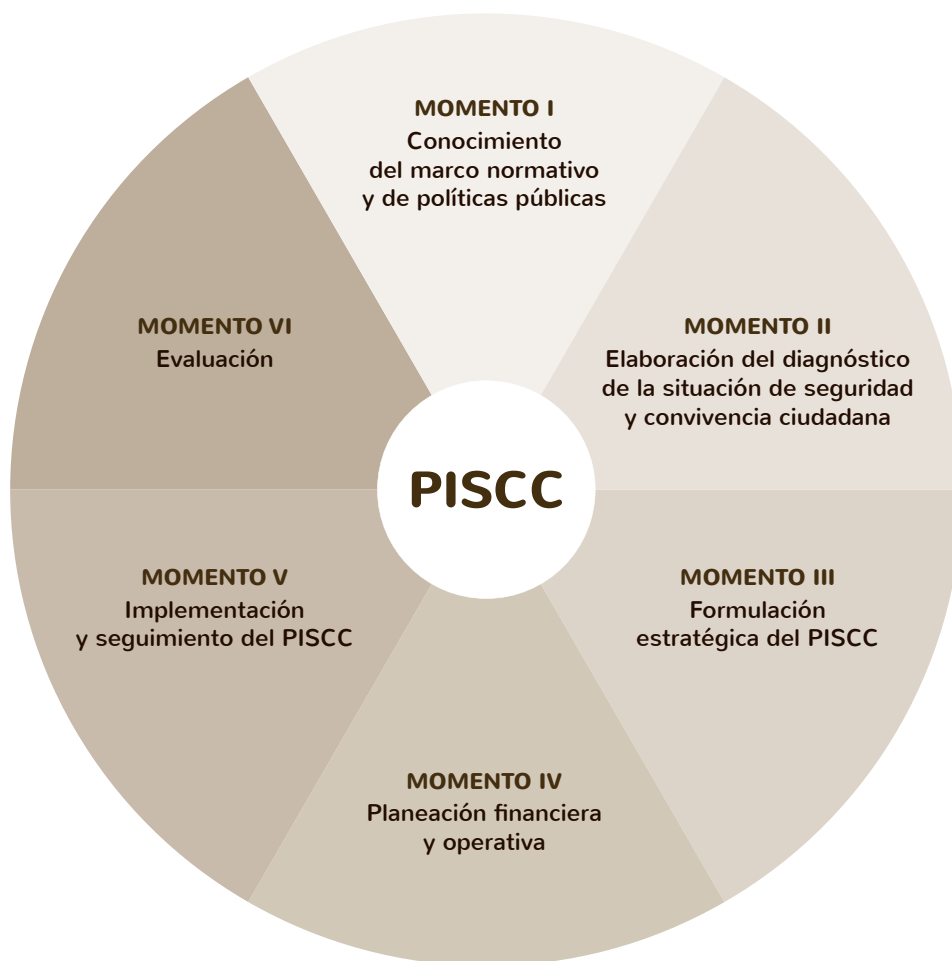 MOMENTO I
Conocimiento
del marco normativo
y de políticas públicas
MOMENTO II
Elaboración del diagnóstico
de la situación de seguridad
y convivencia ciudadana
MOMENTO III
Formulación
estratégica del PISCC
MOMENTO IV
Planeación financiera
y operativa
MOMENTO V
Implementación
y seguimiento del PISCC
MOMENTO VI
Evaluación
PISCC